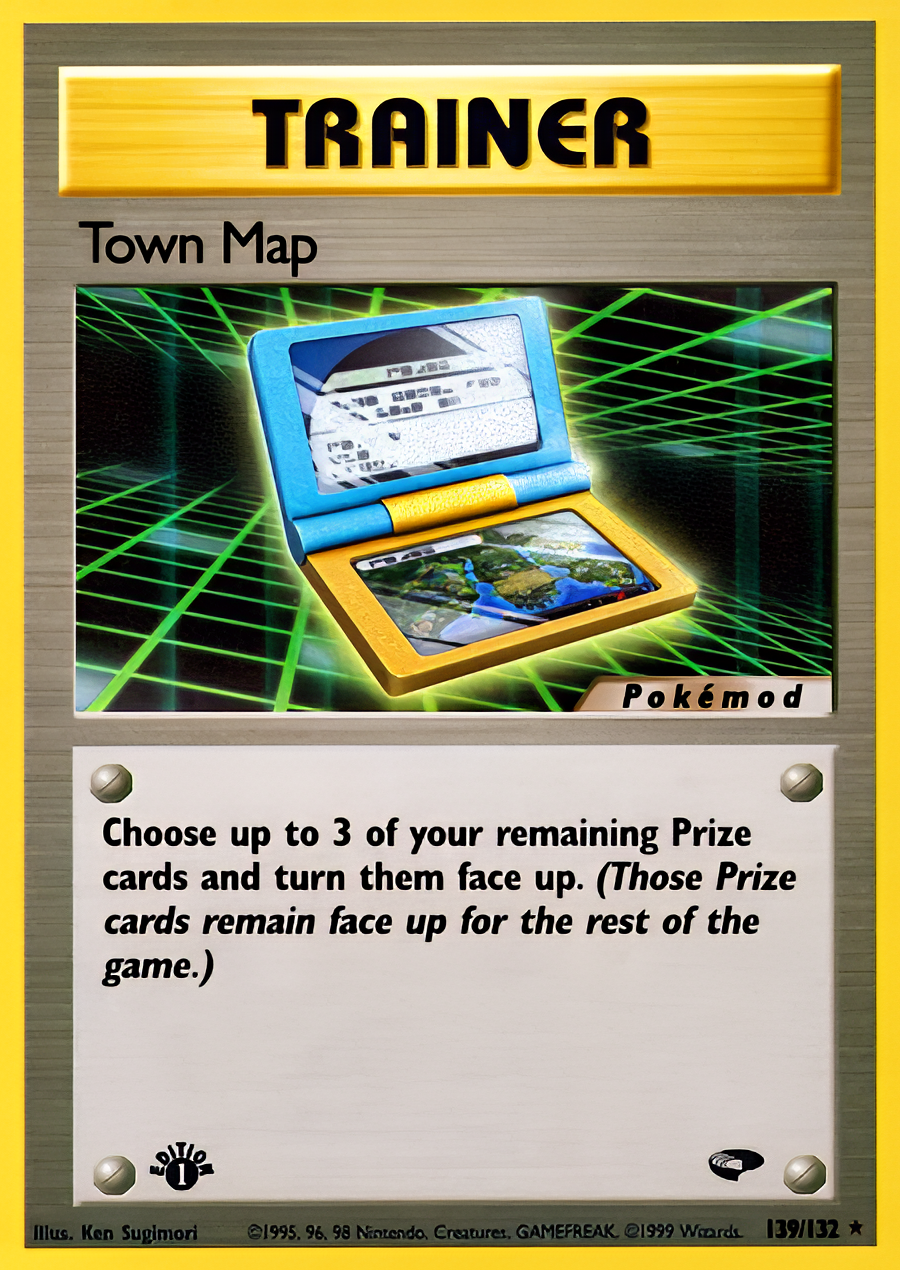 TRAINER
Town Map
Pokémod
Choose up to 3 of your remaining Prize
cards and turn them face up. (Those Prize
cards remain face up for the rest of the
game.)
EDITION
1
Illus. Ken Sugimori ©1995, 96, 98 Nintendo, Creatures, GAMEFREAK. ©1999 Wizards. 139/132 ★